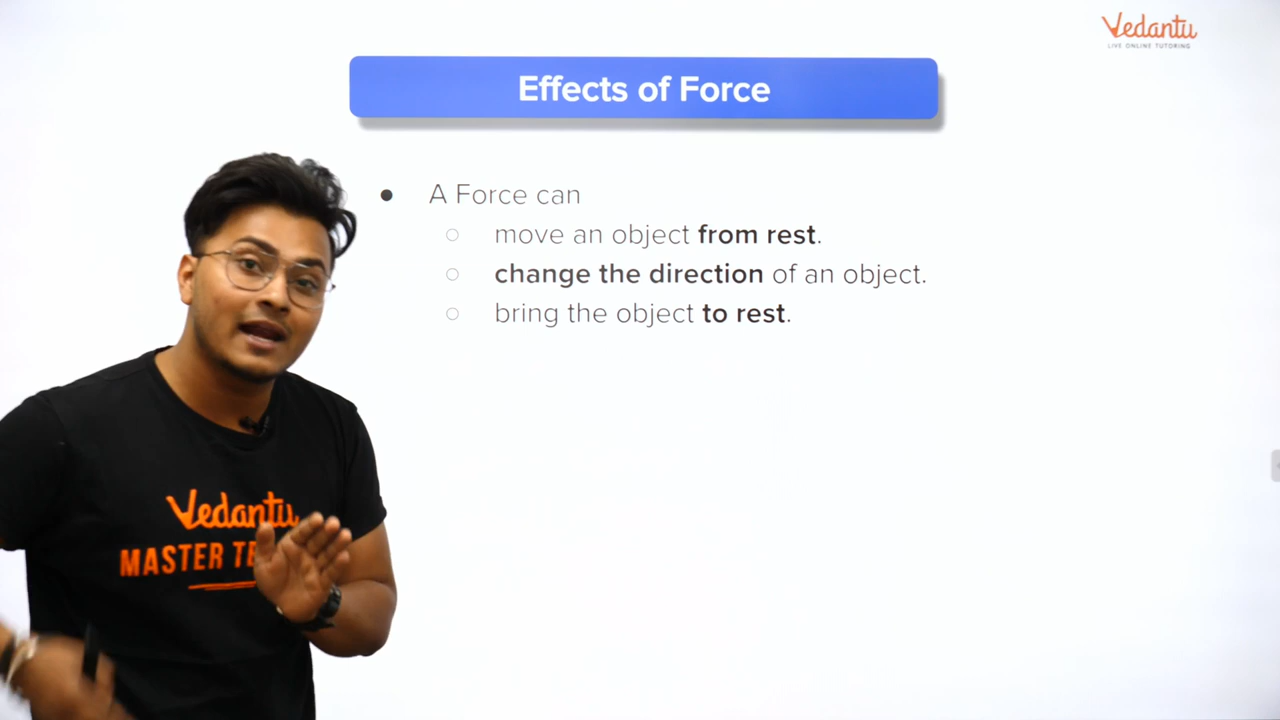 Vedantu
LIVE ONLINE TUTORING
Effects of Force
A Force can
move an object from rest.
change the direction of an object.
bring the object to rest.
Vedantu
MASTER